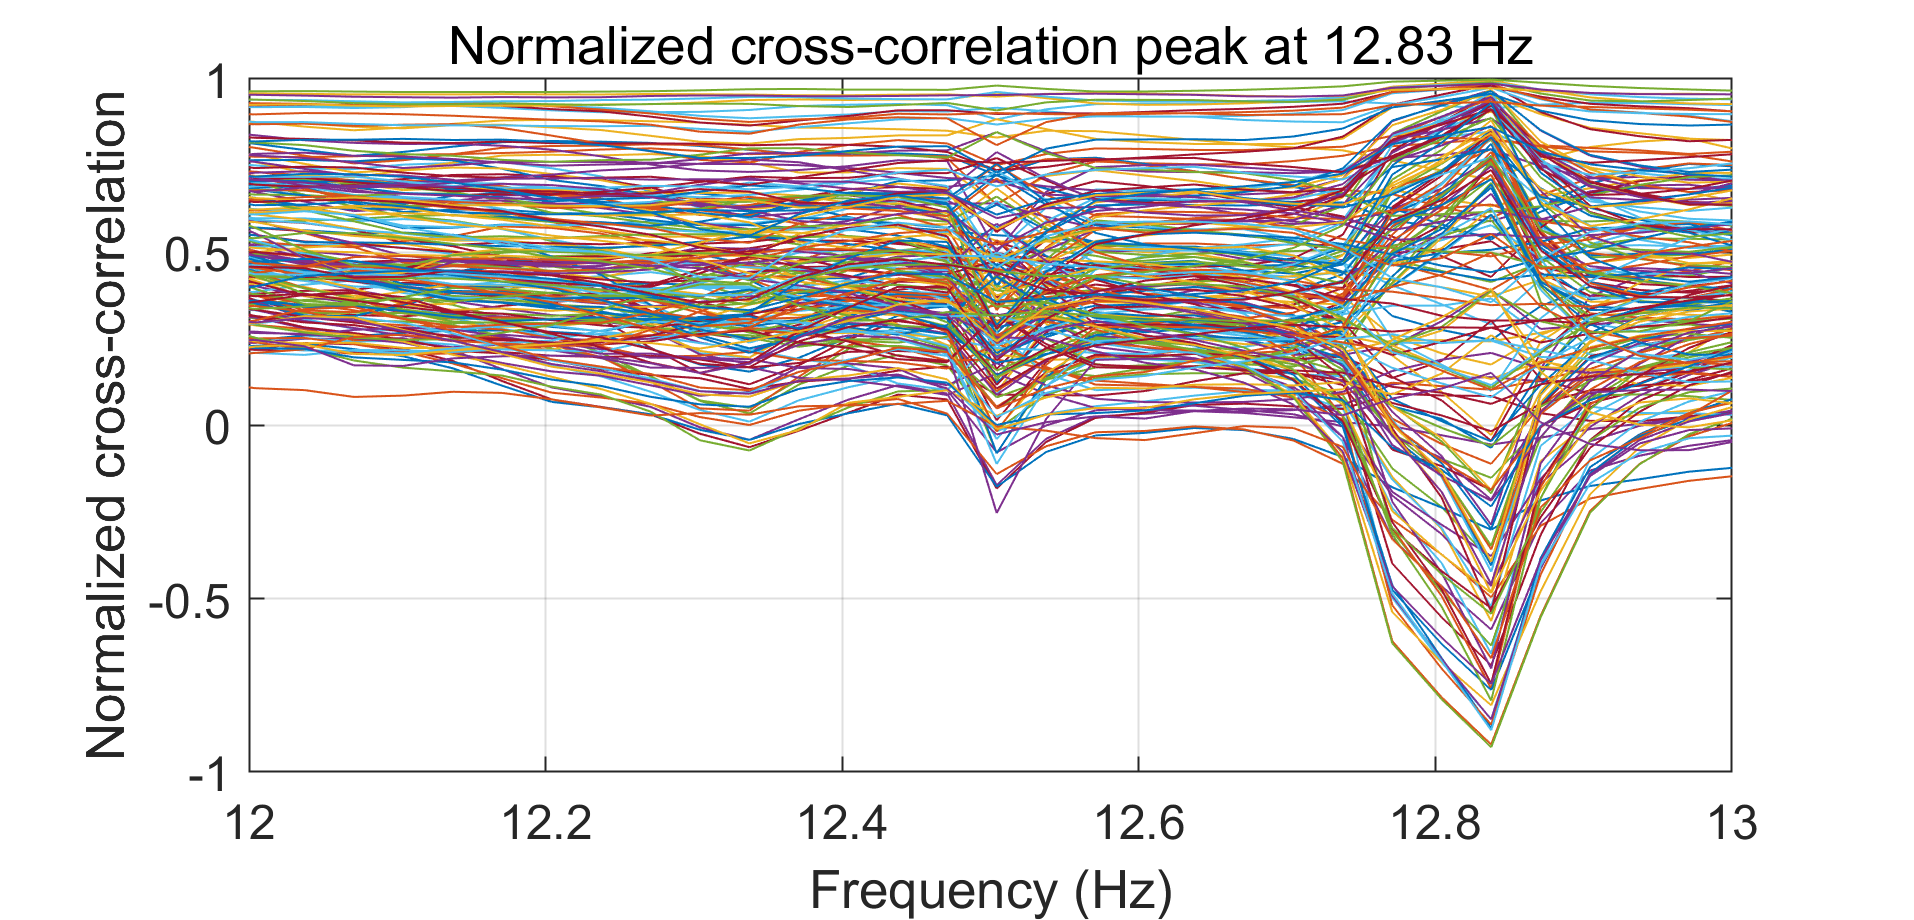 Normalized cross-correlation peak at 12.83 Hz
Normalized cross-correlation
1
0.5
0
-0.5
-1
12 12.2 12.4 12.6 12.8 13
Frequency (Hz)